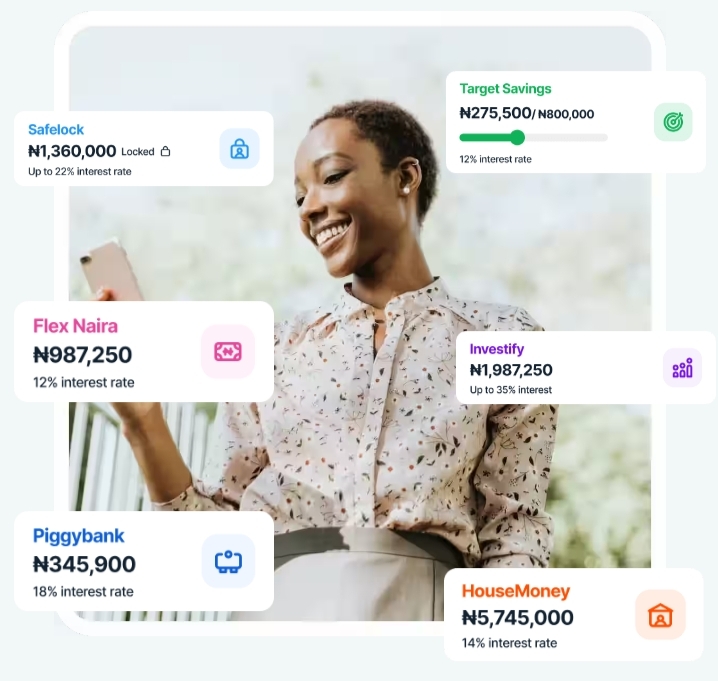 Safelock
₦1,360,000 Locked
Up to 22% interest rate
Target Savings
₦275,500/ ₦800,000
12% interest rate
Flex Naira
₦987,250
12% interest rate
Investify
₦1,987,250
Up to 35% interest
Piggybank
₦345,900
18% interest rate
HouseMoney
₦5,745,000
14% interest rate